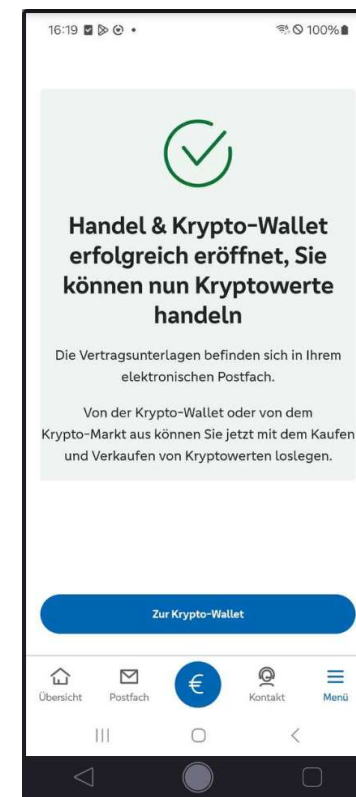 16:19
100%
Handel & Krypto-Wallet
erfolgreich eröffnet, Sie
können nun Kryptowerte
handeln
Die Vertragsunterlagen befinden sich in Ihrem
elektronischen Postfach.
Von der Krypto-Wallet oder von dem
Krypto-Markt aus können Sie jetzt mit dem Kaufen
und Verkaufen von Kryptowerten loslegen.
Zur Krypto-Wallet
€
Übersicht Postfach Kontakt Menü